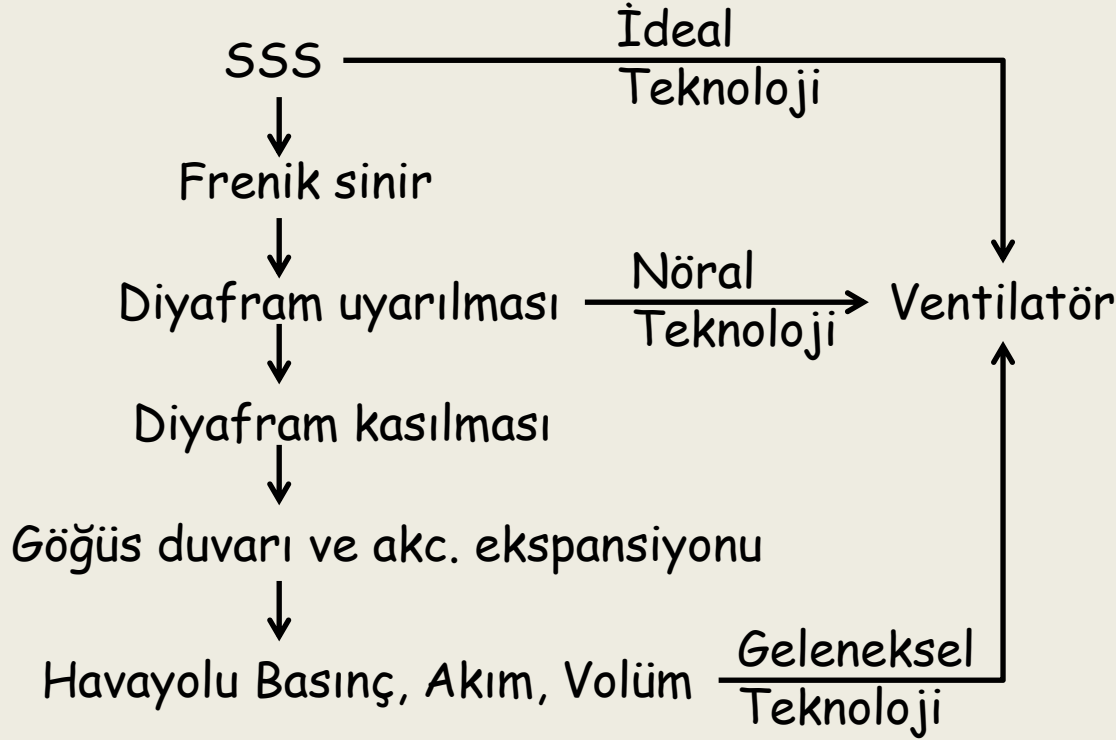 İdeal
SSS
Teknoloji
Frenik sinir
Nöral
Diyafram uyarılması
Ventilatör
Teknoloji
Diyafram kasılması
Göğüs duvarı ve akc. ekspansiyonu
Geleneksel
Havayolu Basınç, Akım, Volüm
Teknoloji